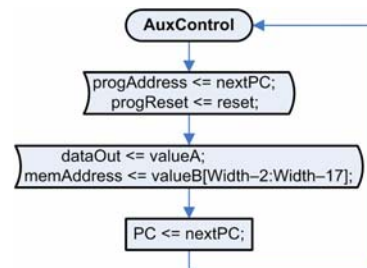 AuxControl
progAddress <= nextPC;
progReset <= reset;
dataOut <= valueA;
memAddress <= valueB[Width–2:Width–17];
PC <= nextPC;